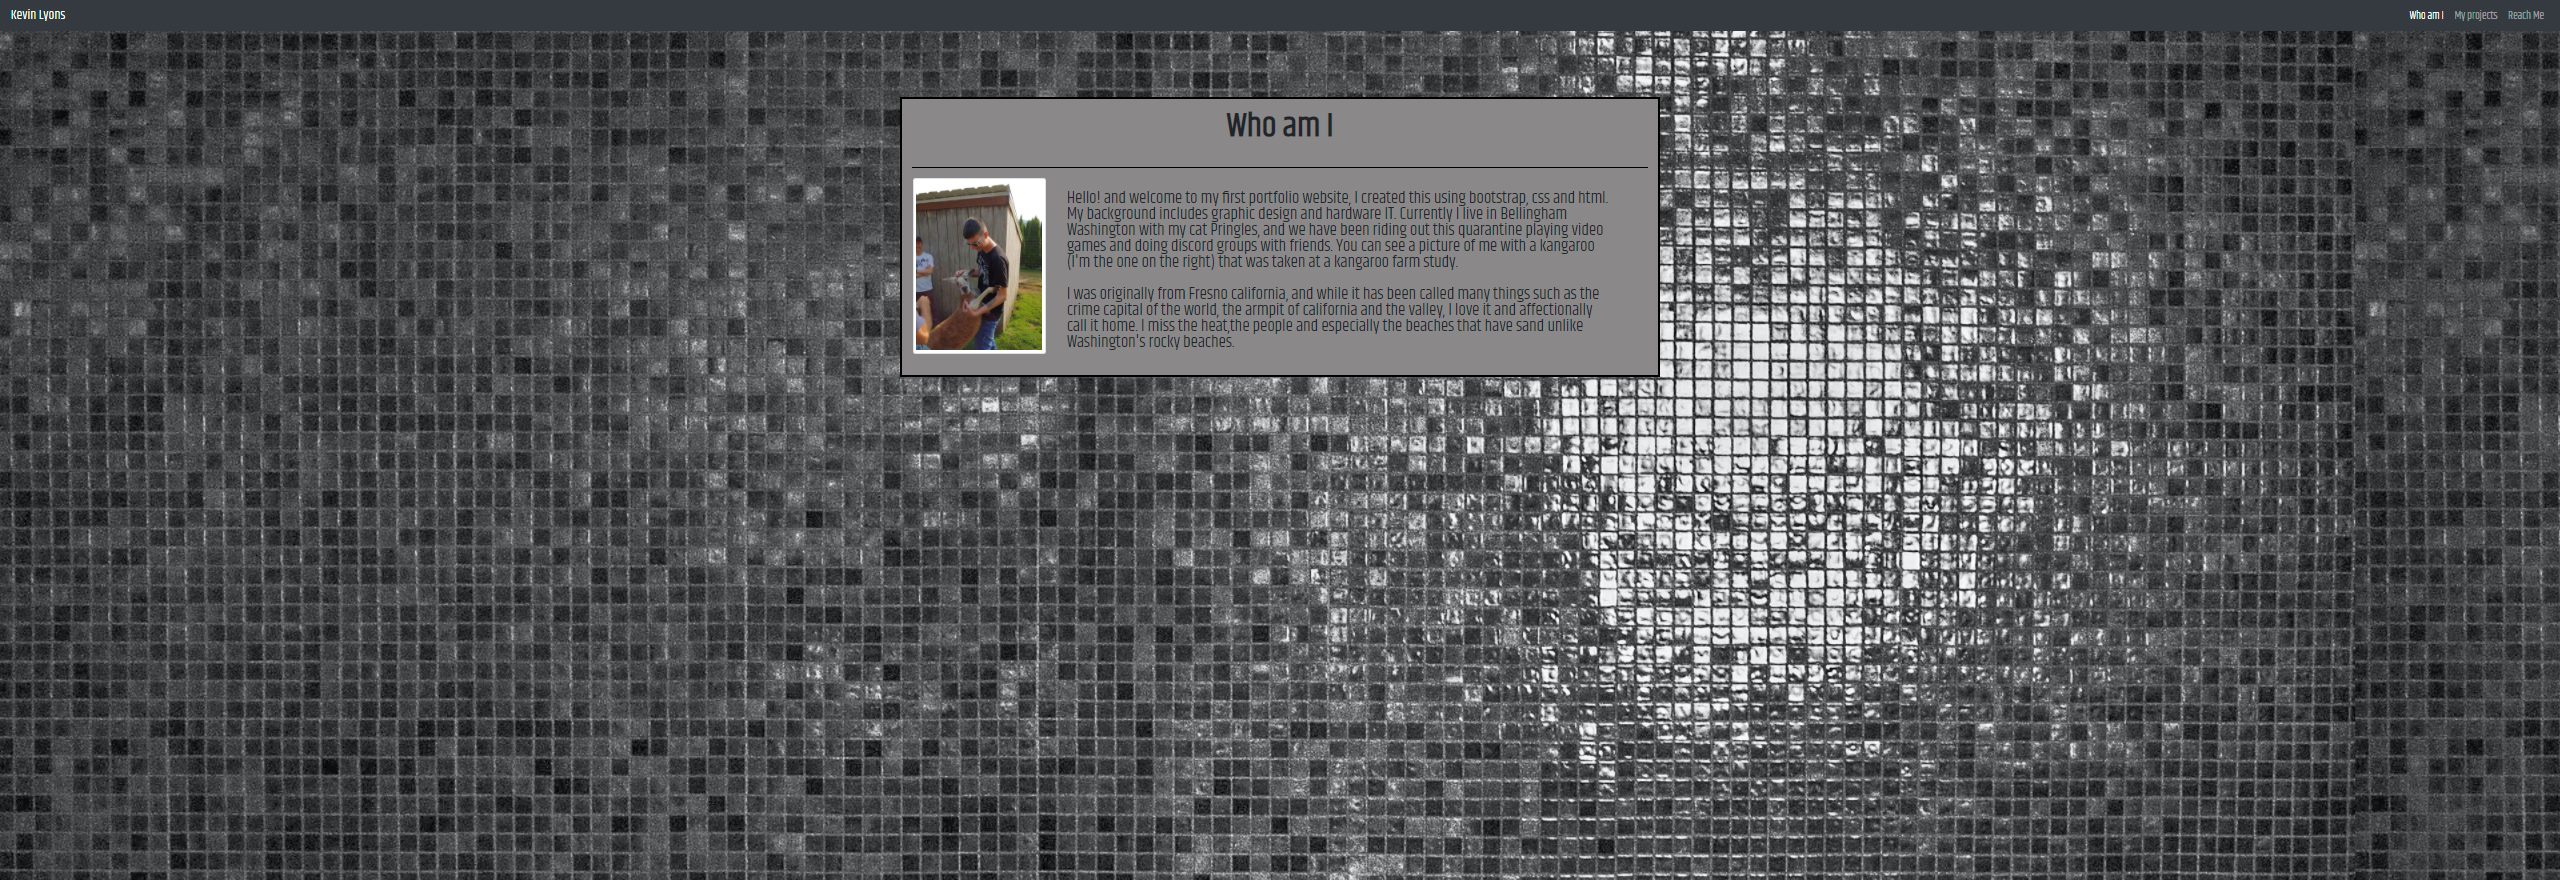 Kevin Lyons
Who am I My projects Reach Me
Who am I
Hello! and welcome to my first portfolio website, I created this using bootstrap, css and html.
My background includes graphic design and hardware IT. Currently I live in Bellingham
Washington with my cat Pringles, and we have been riding out this quarantine playing video
games and doing discord groups with friends. You can see a picture of me with a kangaroo
(I'm the one on the right) that was taken at a kangaroo farm study.
I was originally from Fresno california, and while it has been called many things such as the
crime capital of the world, the armpit of california and the valley, I love it and affectionally
call it home. I miss the heat,the people and especially the beaches that have sand unlike
Washington's rocky beaches.